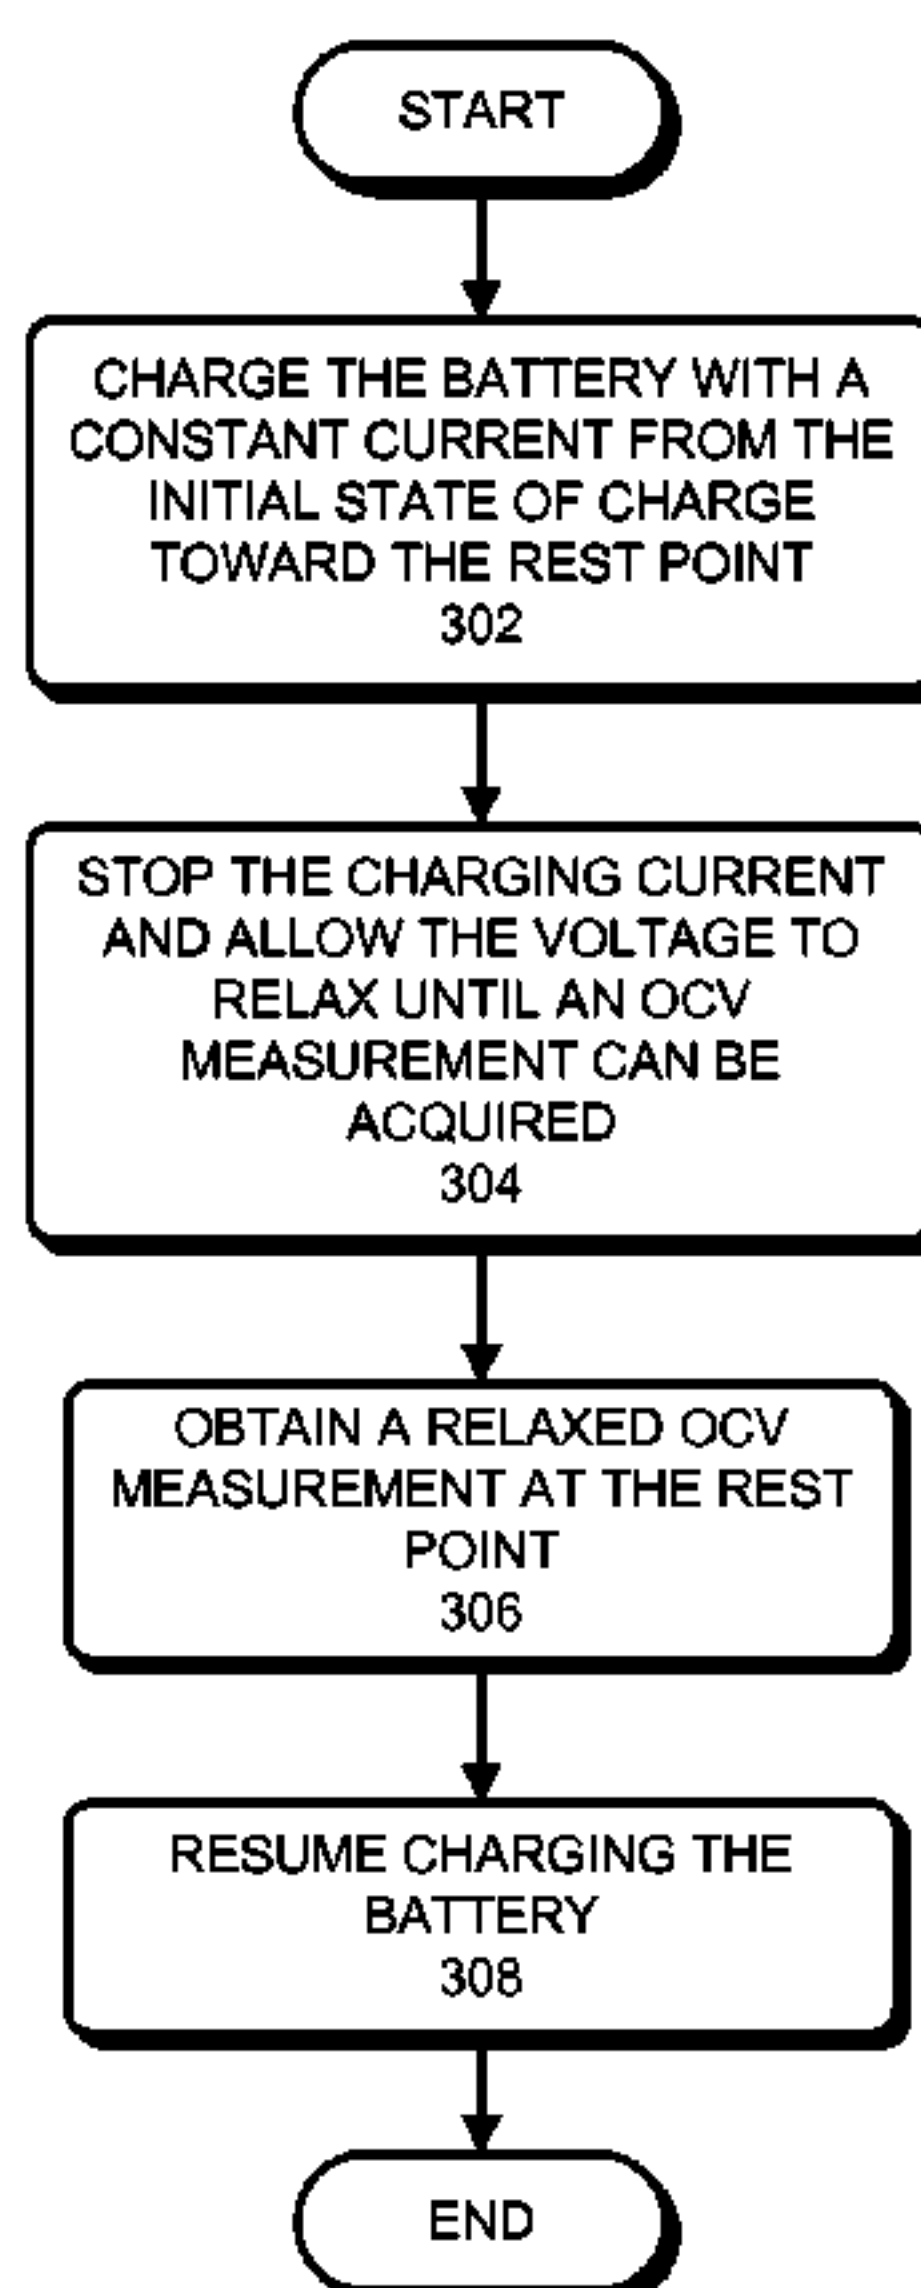 START
CHARGE THE BATTERY WITH A
CONSTANT CURRENT FROM THE
INITIAL STATE OF CHARGE
TOWARD THE REST POINT
302
STOP THE CHARGING CURRENT
AND ALLOW THE VOLTAGE TO
RELAX UNTIL AN OCV
MEASUREMENT CAN BE
ACQUIRED
304
OBTAIN A RELAXED OCV
MEASUREMENT AT THE REST
POINT
306
RESUME CHARGING THE
BATTERY
308
END